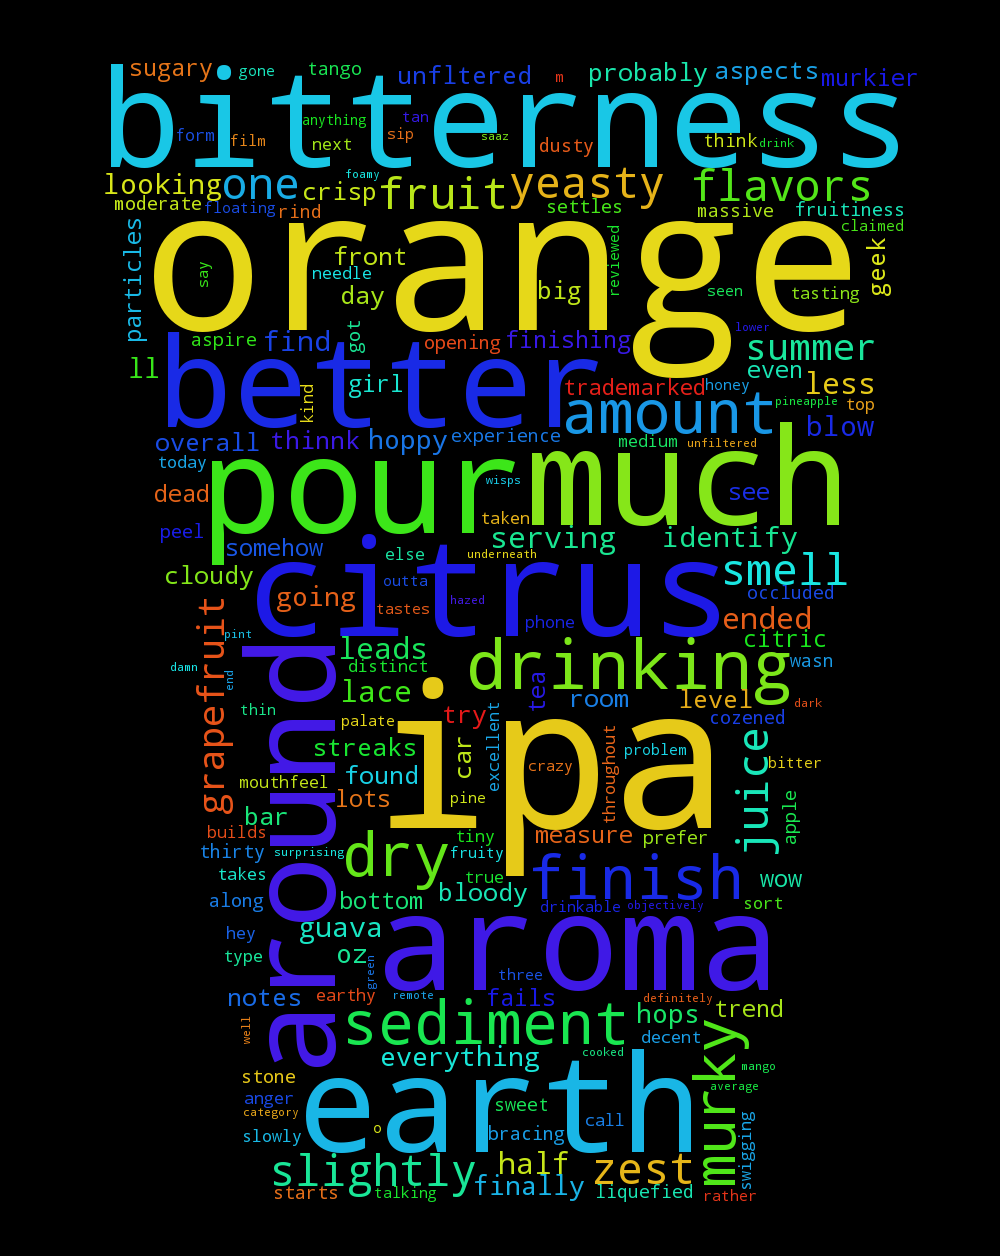 sugary gone tango unfltered m probably aspects murkier
bitterness
form film anything next tan sip saaz dusty think drink
looking one crisp foamy fruit yeasty flavors
moderate floating rind settles massive fruitiness claimed
orange
particles say front needle day big reviewed seen tasting geek
aspire find got opening finishing lower summer
better
ll kind girl trademarked honey even less
amount pineapple top
overall thinnk hoppy experience medium unfiltered blow
today dead pour wisps much see
peel taken serving identify
somehow else underneath
cloudy citrus smell
going outta hazed occluded
grapefruit tastes phone ended
pint around leads drinking citric
damn end distinct wasn
lace tea room level dark
thin palate try ipa cozened
streaks car excellent throughout problem juice bitter
mouthfeel found crazy
lots pine apple
bar tiny measure prefer
builds dry fruity
thirty surprising true finish wow
takes bottom bloody
along drinkable objectively sort
hey guava aroma
type oz green three
notes earthy remote fails definitely trend
well sediment hops decent
everything cooked murky mango
stone earth average
anger sweet
category o call
slowly bracing swigging
slightly half zest
starts talking finally liquefied rather